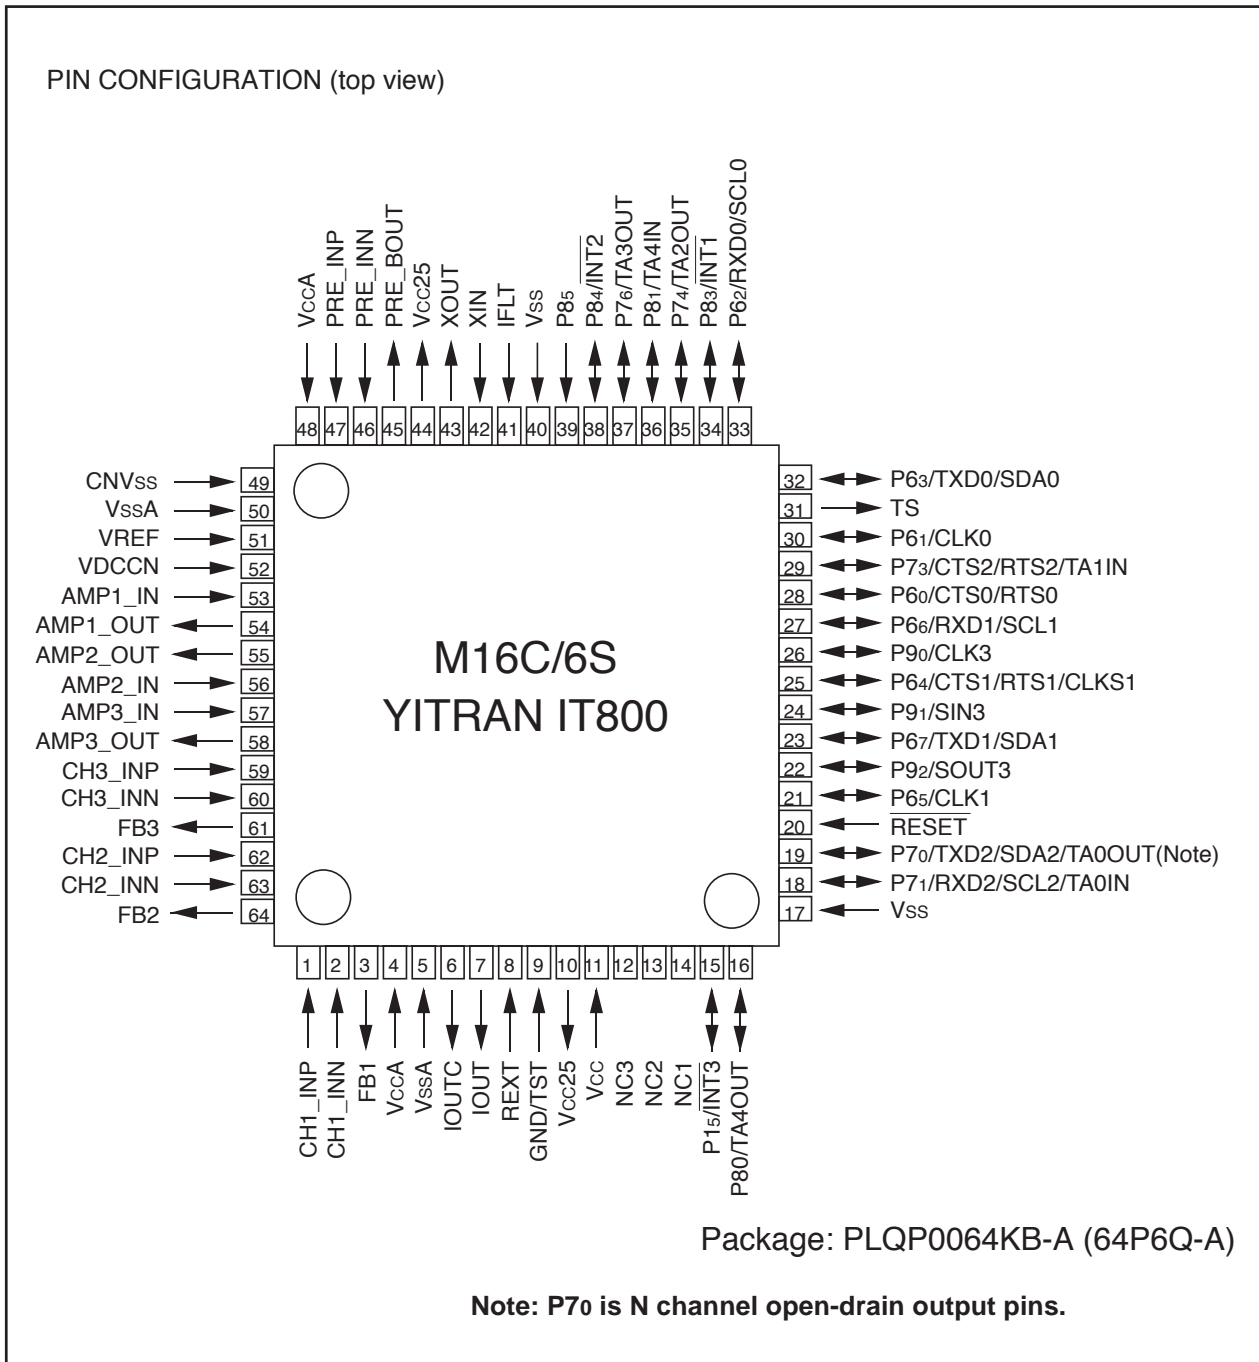 PIN CONFIGURATION (top view)
VccA
PRE_INP
PRE_INN
PRE_BOUT
Vcc25
XOUT
XIN
IFLT
Vss
P85
P84/INT2
P76/TA3OUT
P81/TA4IN
P74/TA2OUT
P83/INT1
P62/RXD0/SCL0
48 47 46 45 44 43 42 41 40 39 38 37 36 35 34 33
CNVss 49
VssA 50
VREF 51
VDCCN 52
AMP1_IN 53
AMP1_OUT 54
AMP2_OUT 55
AMP2_IN 56
AMP3_IN 57
AMP3_OUT 58
CH3_INP 59
CH3_INN 60
FB3 61
CH2_INP 62
CH2_INN 63
FB2 64
M16C/6S
YITRAN IT800
32 P63/TXD0/SDA0
31 TS
30 P61/CLK0
29 P73/CTS2/RTS2/TA1IN
28 P60/CTS0/RTS0
27 P66/RXD1/SCL1
26 P90/CLK3
25 P64/CTS1/RTS1/CLKS1
24 P91/SIN3
23 P67/TXD1/SDA1
22 P92/SOUT3
21 P65/CLK1
20 RESET
19 P70/TXD2/SDA2/TA0OUT(Note)
18 P71/RXD2/SCL2/TA0IN
17 Vss
1 2 3 4 5 6 7 8 9 10 11 12 13 14 15 16
CH1_INP
CH1_INN
FB1
VccA
VssA
IOUTC
IOUT
REXT
GND/TST
Vcc25
Vcc
NC3
NC2
NC1
P15/INT3
P80/TA4OUT
Package: PLQP0064KB-A (64P6Q-A)
Note: P70 is N channel open-drain output pins.